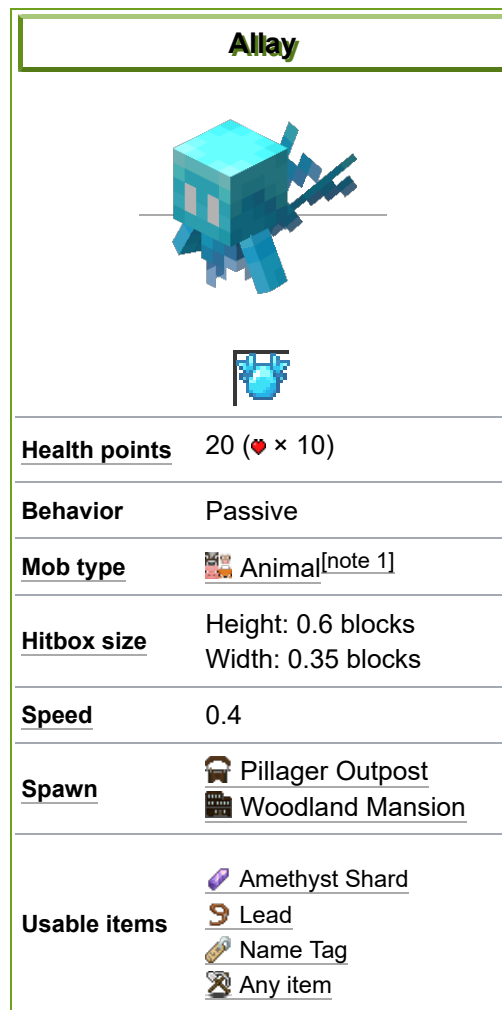 Allay
Health points 20 ( × 10)
Behavior Passive
Mob type Animal[note 1]
Hitbox size Height: 0.6 blocks
Width: 0.35 blocks
Speed 0.4
Spawn Pillager Outpost
Woodland Mansion
Usable items Amethyst Shard
Lead
Name Tag
Any item